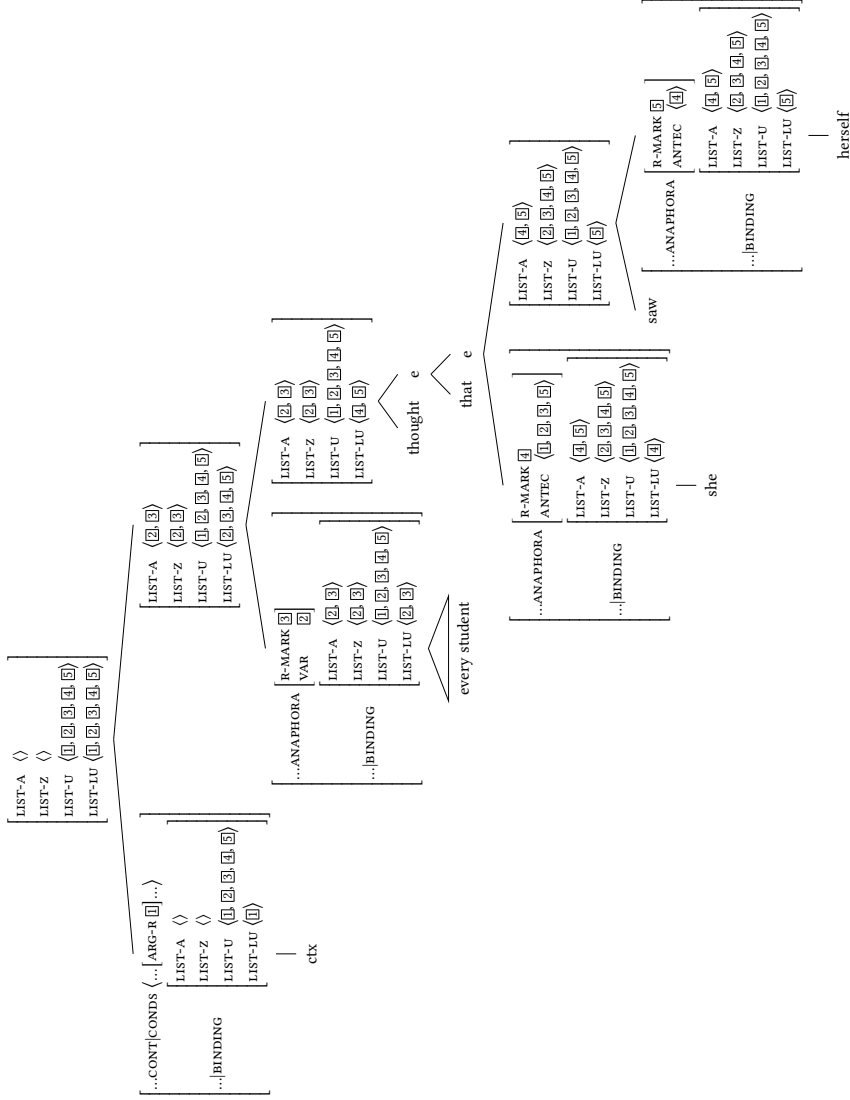 LIST-A ⟨⟩
LIST-Z ⟨⟩
LIST-U ⟨1, 2, 3, 4, 5⟩
LIST-LU ⟨1, 2, 3, 4, 5⟩
...CONT|CONDS ⟨...[ARG-R 1]...⟩
...|BINDING
LIST-A ⟨⟩
LIST-Z ⟨⟩
LIST-U ⟨1, 2, 3, 4, 5⟩
LIST-LU ⟨1⟩
ctx
LIST-A ⟨2, 3⟩
LIST-Z ⟨2, 3⟩
LIST-U ⟨1, 2, 3, 4, 5⟩
LIST-LU ⟨2, 3, 4, 5⟩
...ANAPHORA
R-MARK 3
VAR 2
...|BINDING
LIST-A ⟨2, 3⟩
LIST-Z ⟨2, 3⟩
LIST-U ⟨1, 2, 3, 4, 5⟩
LIST-LU ⟨2, 3⟩
every student
LIST-A ⟨2, 3⟩
LIST-Z ⟨2, 3⟩
LIST-U ⟨1, 2, 3, 4, 5⟩
LIST-LU ⟨4, 5⟩
thought e
that e
...ANAPHORA
R-MARK 4
ANTEC ⟨1, 2, 3, 5⟩
...|BINDING
LIST-A ⟨4, 5⟩
LIST-Z ⟨2, 3, 4, 5⟩
LIST-U ⟨1, 2, 3, 4, 5⟩
LIST-LU ⟨4⟩
she
LIST-A ⟨4, 5⟩
LIST-Z ⟨2, 3, 4, 5⟩
LIST-U ⟨1, 2, 3, 4, 5⟩
LIST-LU ⟨5⟩
saw
...ANAPHORA
R-MARK 5
ANTEC ⟨4⟩
...|BINDING
LIST-A ⟨4, 5⟩
LIST-Z ⟨2, 3, 4, 5⟩
LIST-U ⟨1, 2, 3, 4, 5⟩
LIST-LU ⟨5⟩
herself